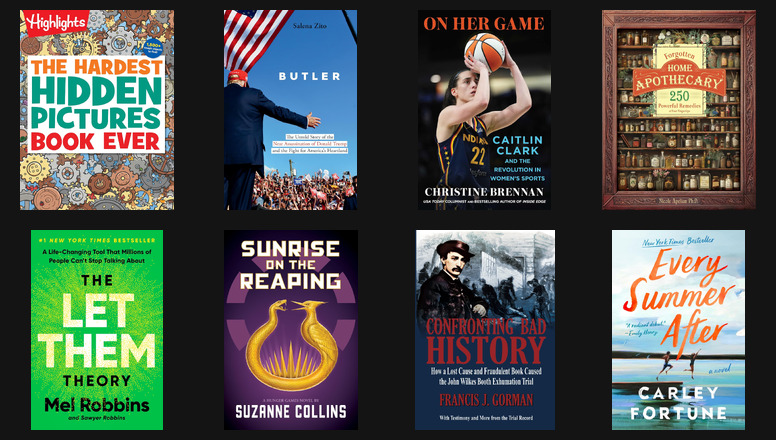 Highlights
THE HARDEST
HIDDEN
PICTURES
BOOK EVER
Salena Zito
BUTLER
The Untold Story of the
Near Assassination of Donald Trump
and the Fight for America's Heartland
ON HER GAME
INDIANA
22
CAITLIN
CLARK
AND THE
REVOLUTION IN
WOMEN'S SPORTS
CHRISTINE BRENNAN
USA TODAY COLUMNIST AND BESTSELLING AUTHOR OF INSIDE EDGE
Forgotten
HOME
APOTHECARY
250
Powerful Remedies
Nicole Apelian Ph.D
#1 NEW YORK TIMES BESTSELLER
A Life-Changing Tool That Millions of
People Can't Stop Talking About
THE
LET
THEM
THEORY
Mel Robbins
and Sawyer Robbins
SUNRISE
ON THE
REAPING
A HUNGER GAMES NOVEL BY
SUZANNE COLLINS
CONFRONTING BAD
HISTORY
How a Lost Cause and Fraudulent Book Caused
the John Wilkes Booth Exhumation Trial
FRANCIS J. GORMAN
With Testimony and More from the Trial Record
New York Times Bestseller
Every
Summer
After
"A radiant debut."
—Emily Henry
a novel
CARLEY
FORTUNE